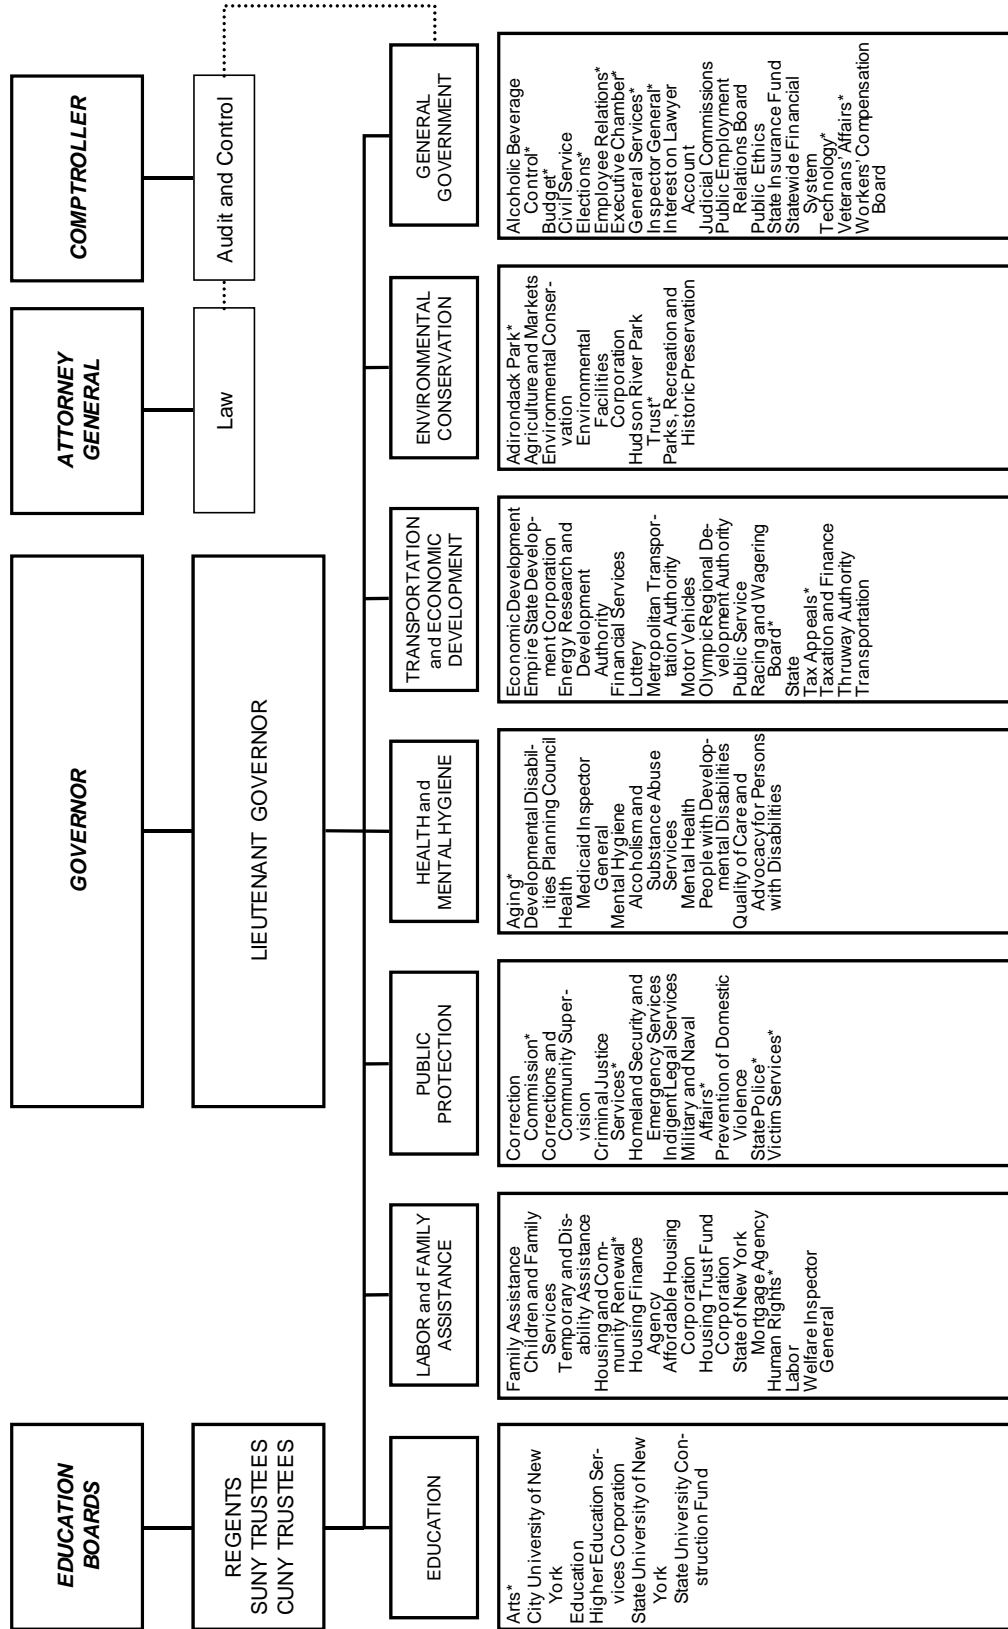 EDUCATION
BOARDS
GOVERNOR
ATTORNEY
GENERAL
COMPTROLLER
REGENTS
SUNY TRUSTEES
CUNY TRUSTEES
LIEUTENANT GOVERNOR
Law
Audit and Control
EDUCATION
LABOR and FAMILY
ASSISTANCE
PUBLIC
PROTECTION
HEALTH and
MENTAL HYGIENE
TRANSPORTATION
and ECONOMIC
DEVELOPMENT
ENVIRONMENTAL
CONSERVATION
GENERAL
GOVERNMENT
Arts*
City University of New
York
Education
Higher Education Ser-
vices Corporation
State University of New
York
State University Con-
struction Fund
Family Assistance
Children and Family
Services
Temporary and Dis-
ability Assistance
Housing and Com-
munity Renewal*
Housing Finance
Agency
Affordable Housing
Corporation
Housing Trust Fund
Corporation
State of New York
Mortgage Agency
Human Rights*
Labor
Welfare Inspector
General
Correction
Commission*
Corrections and
Community Super-
vision
Criminal Justice
Services*
Homeland Security and
Emergency Services
Indigent Legal Services
Military and Naval
Affairs*
Prevention of Domestic
Violence
State Police*
Victim Services*
Aging*
Developmental Disabil-
ities Planning Council
Health
Medicaid Inspector
General
Mental Hygiene
Alcoholism and
Substance Abuse
Services
Mental Health
People with Develop-
mental Disabilities
Quality of Care and
Advocacy for Persons
with Disabilities
Economic Development
Empire State Develop-
ment Corporation
Energy Research and
Development
Authority
Financial Services
Lottery
Metropolitan Transpor-
tation Authority
Motor Vehicles
Olympic Regional De-
velopment Authority
Public Service
Racing and Wagering
Board*
State
Tax Appeals*
Taxation and Finance
Thruway Authority
Transportation
Adirondack Park*
Agriculture and Markets
Environmental Conser-
vation
Environmental
Facilities
Corporation
Hudson River Park
Trust*
Parks, Recreation and
Historic Preservation
Alcoholic Beverage
Control*
Budget*
Civil Service
Elections*
Employee Relations*
Executive Chamber*
General Services*
Inspector General*
Interest on Lawyer
Account
Judicial Commissions
Public Employment
Relations Board
Public Ethics
State Insurance Fund
Statewide Financial
System
Technology*
Veterans' Affairs*
Workers' Compensation
Board